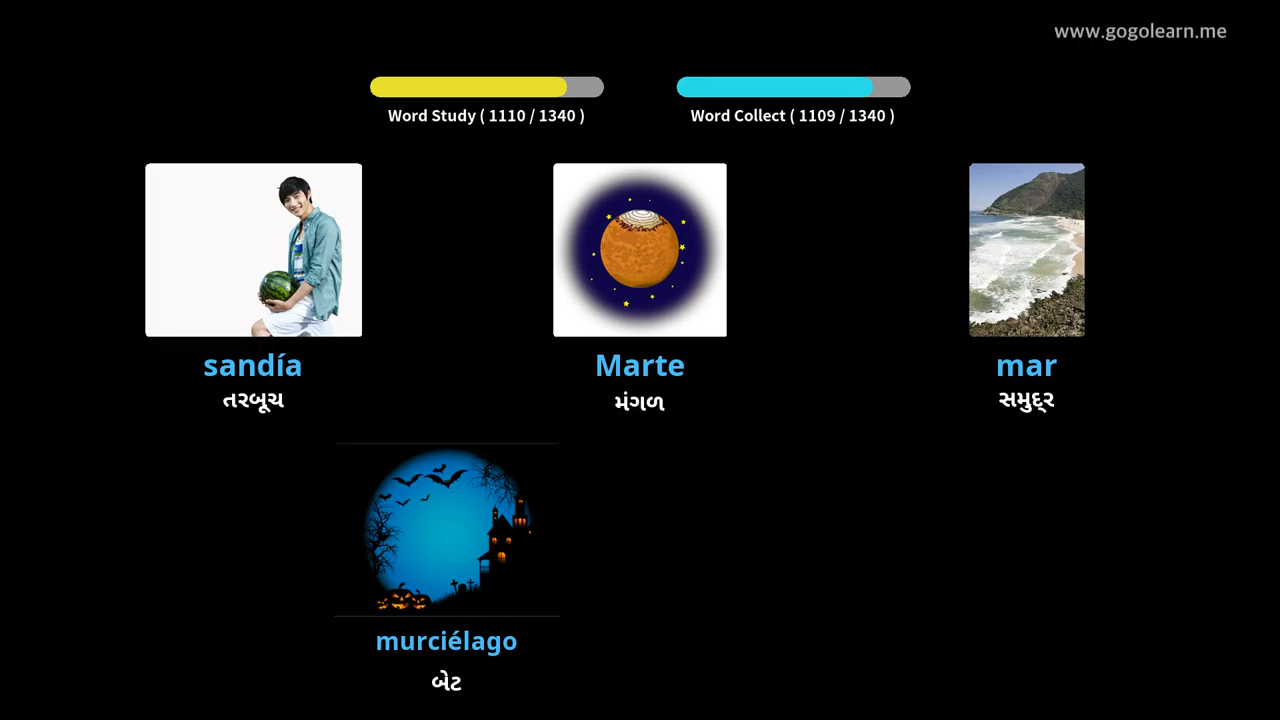 www.gogolearn.me
Word Study ( 1110 / 1340 )
Word Collect ( 1109 / 1340 )
sandía
તરબૂચ
Marte
મંગળ
mar
સમુદ્ર
murciélago
બેટ